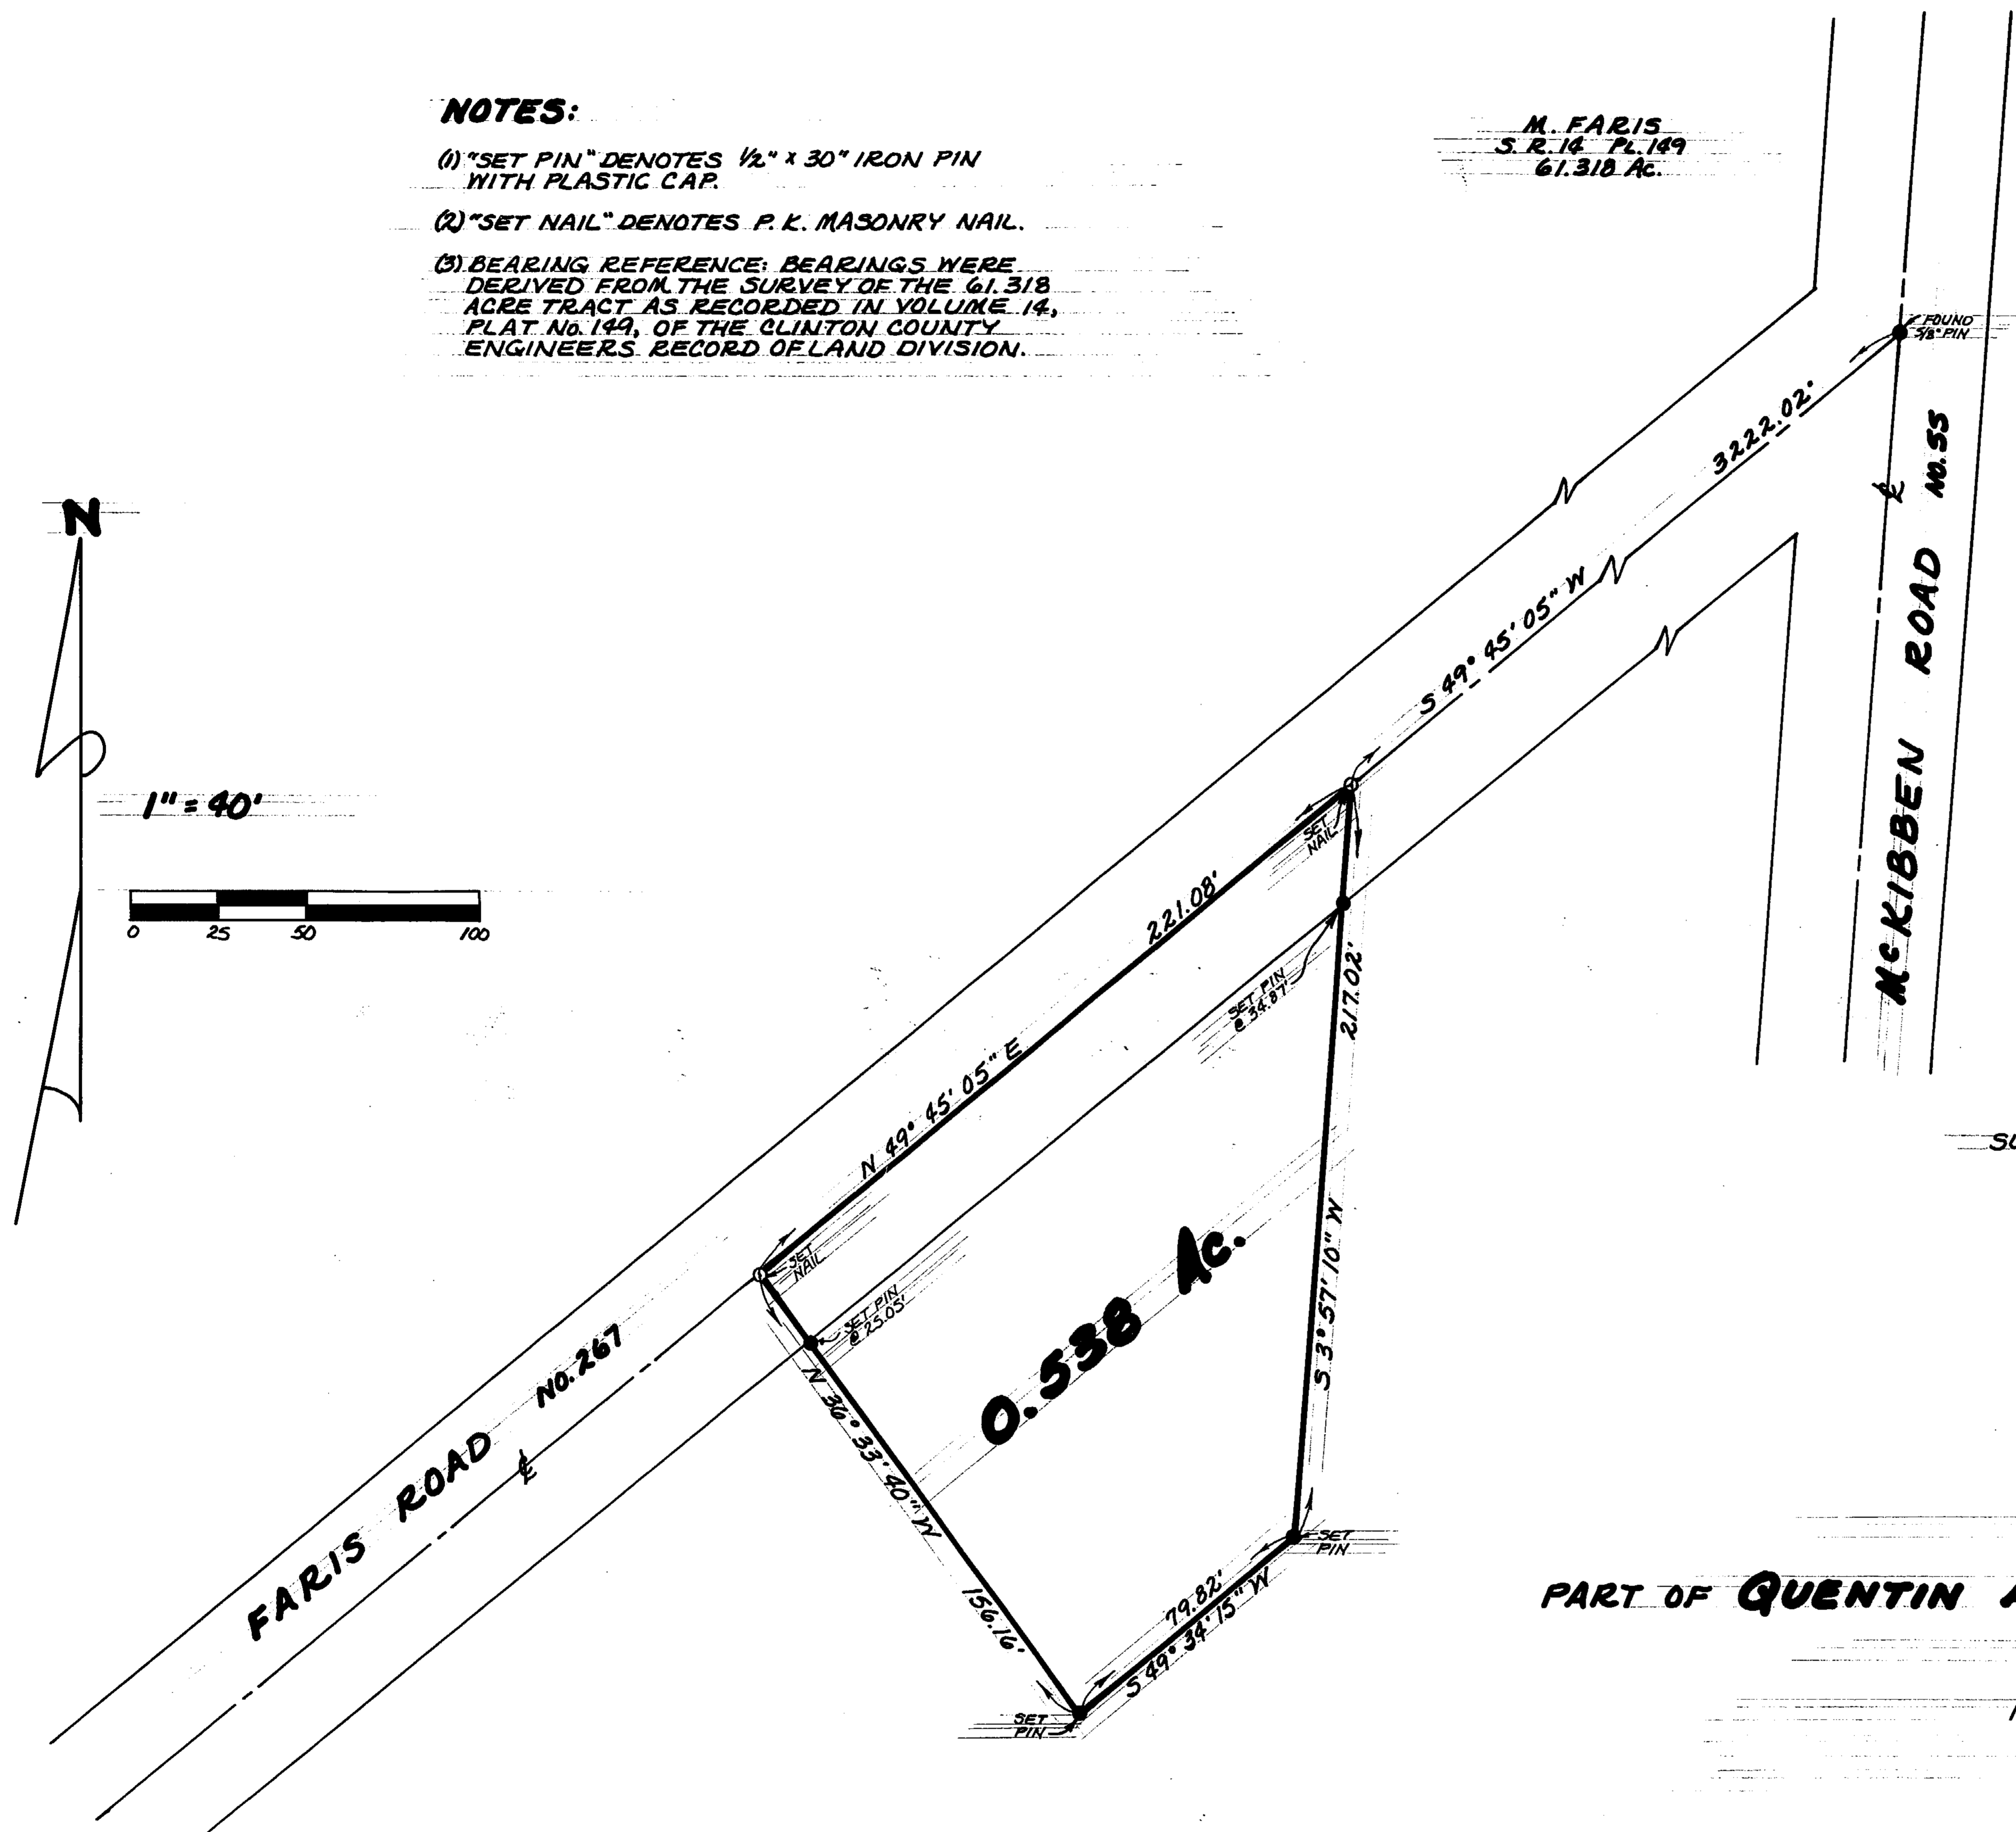 NOTES:
(1) "SET PIN" DENOTES 1/2" x 30" IRON PIN
WITH PLASTIC CAP.
(2) "SET NAIL" DENOTES P.K. MASONRY NAIL.
(3) BEARING REFERENCE: BEARINGS WERE
DERIVED FROM THE SURVEY OF THE 61.318
ACRE TRACT AS RECORDED IN VOLUME 14,
PLAT No. 149, OF THE CLINTON COUNTY
ENGINEERS RECORD OF LAND DIVISION.
M. FARIS
S. R. 14 PL. 149
61.318 Ac.
FOUND
5/8" PIN
3222.02'
℄
McKIBBEN ROAD NO. 55
N
S 49° 45' 05" W
1" = 40'
0 25 50 100
SET
NAIL
221.08'
SET PIN
@ 34.87'
217.02'
N 49° 45' 05" E
SET
NAIL
SET PIN
@ 25.05'
0.538 Ac.
S 3° 57' 10" W
FARIS ROAD NO. 267
℄
N 36° 33' 40" W
156.16'
SET
PIN
79.82'
S 49° 34' 15" W
SET
PIN
SU
PART OF QUENTIN